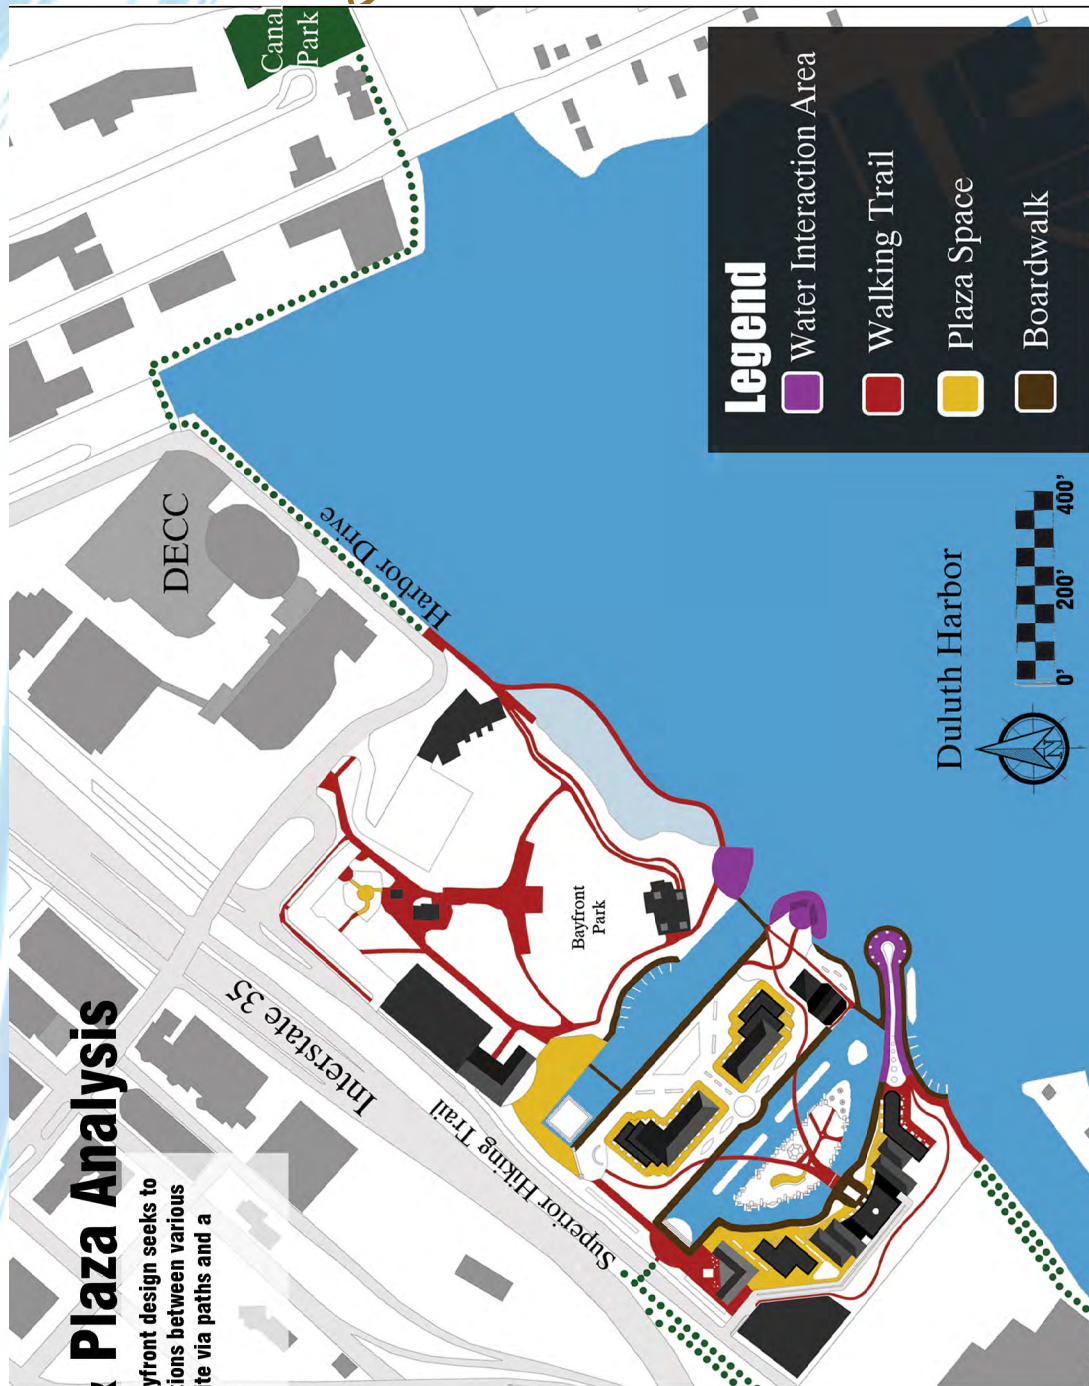 Plaza Analysis
yfront design seeks to
ions between various
te via paths and a
Canal
Park
DECC
Harbor Drive
Interstate 35
Superior Hiking Trail
Bayfront
Park
Duluth Harbor
N
0' 200' 400'
Legend
Water Interaction Area
Walking Trail
Plaza Space
Boardwalk